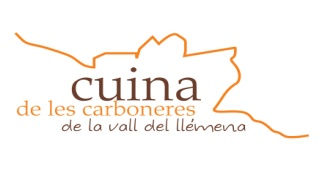 cuina
de les carboneres
de la vall del llémena